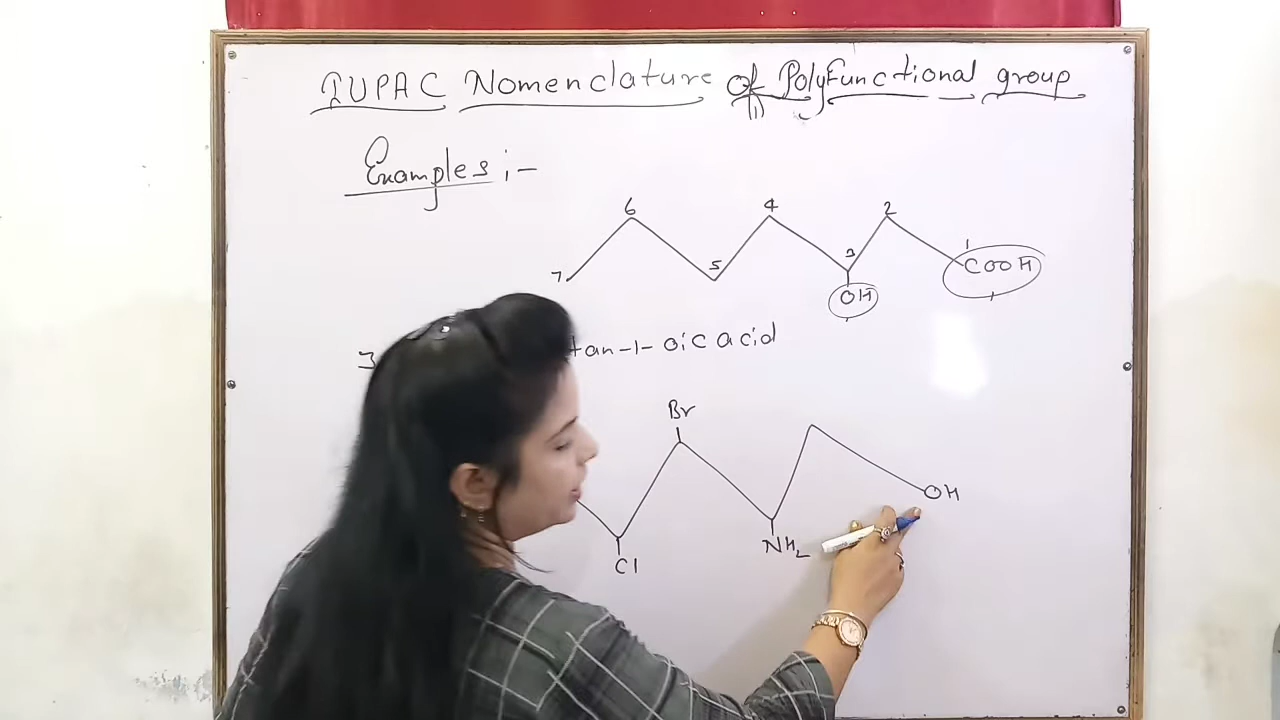 IUPAC Nomenclature of PolyFunctional group
Examples :-
7 6 5 4 3 2 1 COOH
OH
3 tan-1-oic acid
Br
OH
NH2
Cl